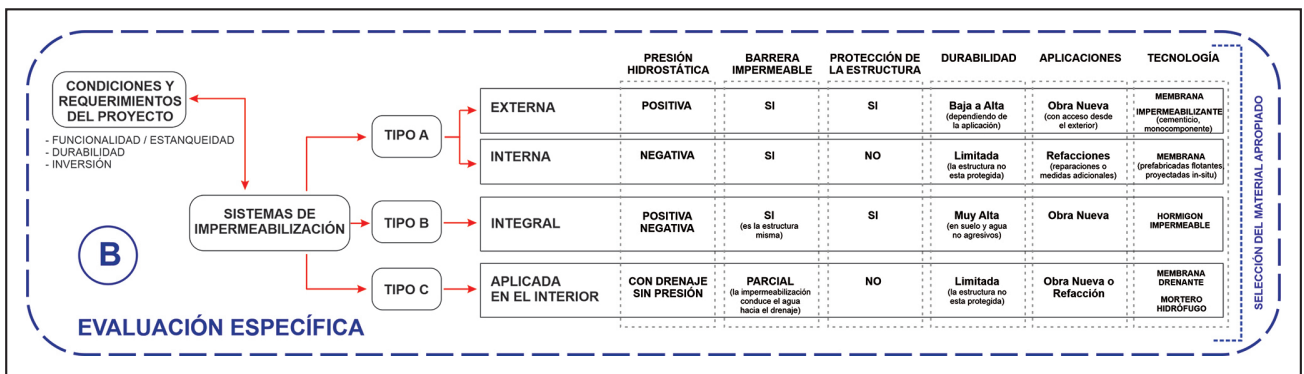 CONDICIONES Y
REQUERIMIENTOS
DEL PROYECTO
- FUNCIONALIDAD / ESTANQUEIDAD
- DURABILIDAD
- INVERSIÓN
SISTEMAS DE
IMPERMEABILIZACIÓN
B
EVALUACIÓN ESPECÍFICA
PRESIÓN
HIDROSTÁTICA
BARRERA
IMPERMEABLE
PROTECCIÓN DE
LA ESTRUCTURA
DURABILIDAD
APLICACIONES
TECNOLOGÍA
TIPO A
EXTERNA
POSITIVA
SI
SI
Baja a Alta
(dependiendo de
la aplicación)
Obra Nueva
(con acceso desde
el exterior)
MEMBRANA
IMPERMEABILIZANTE
(cementicio,
monocomponente)
INTERNA
NEGATIVA
SI
NO
Limitada
(la estructura no
esta protegida)
Refacciones
(reparaciones o
medidas adicionales)
MEMBRANA
(prefabricadas flotantes,
proyectadas in-situ)
TIPO B
INTEGRAL
POSITIVA
NEGATIVA
SI
(es la estructura
misma)
SI
Muy Alta
(en suelo y agua
no agresivos)
Obra Nueva
HORMIGON
IMPERMEABLE
TIPO C
APLICADA
EN EL INTERIOR
CON DRENAJE
SIN PRESIÓN
PARCIAL
(la impermeabilización
conduce el agua
hacia el drenaje)
NO
Limitada
(la estructura no
esta protegida)
Obra Nueva o
Refacción
MEMBRANA
DRENANTE
MORTERO
HIDRÓFUGO
SELECCIÓN DEL MATERIAL APROPIADO